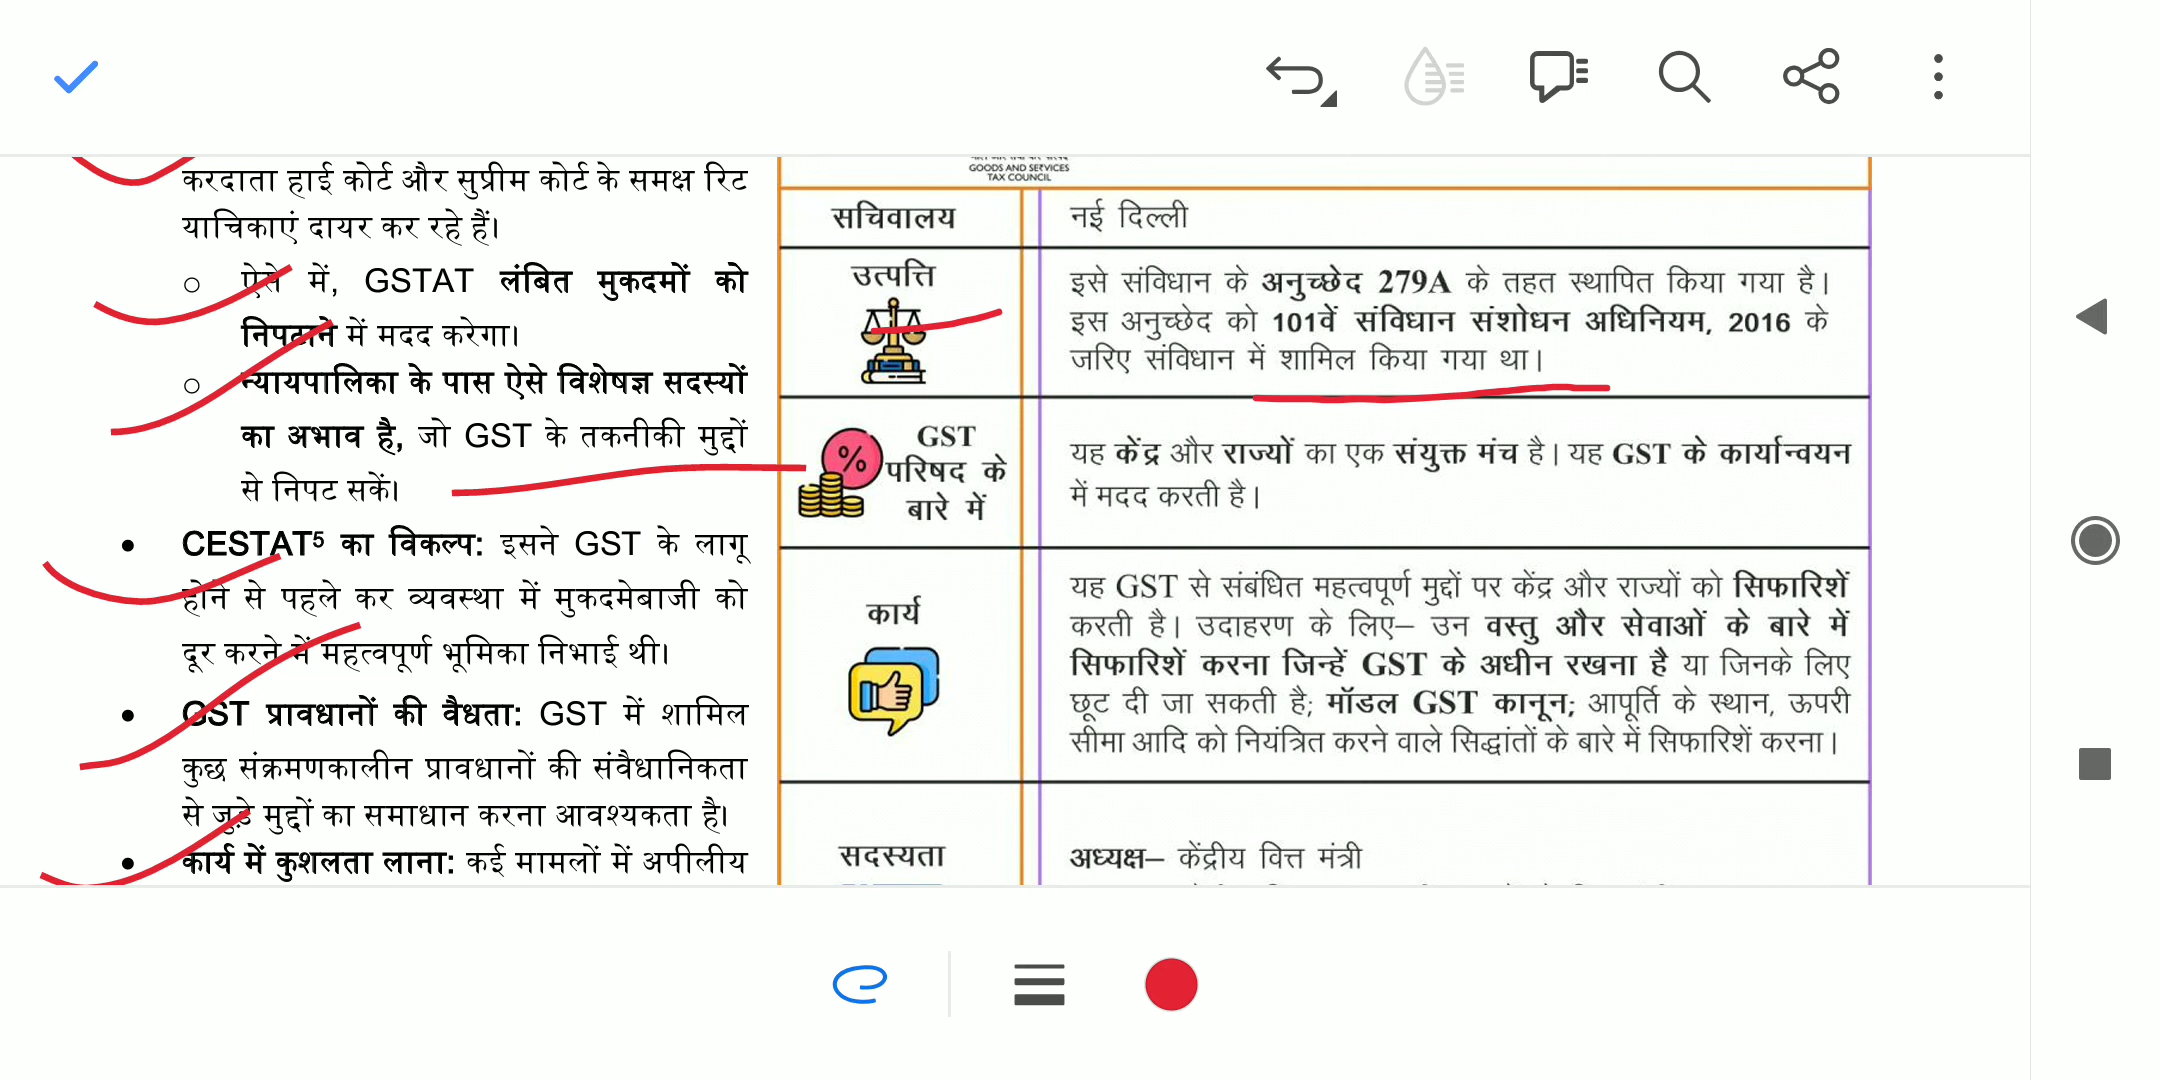 करदाता हाई कोर्ट और सुप्रीम कोर्ट के समक्ष रिट
याचिकाएं दायर कर रहे हैं।
○ ऐसे में, GSTAT लंबित मुकदमों को
निपटाने में मदद करेगा।
○ न्यायपालिका के पास ऐसे विशेषज्ञ सदस्यों
का अभाव है, जो GST के तकनीकी मुद्दों
से निपट सकें।
• CESTAT⁵ का विकल्प: इसने GST के लागू
होने से पहले कर व्यवस्था में मुकदमेबाजी को
दूर करने में महत्वपूर्ण भूमिका निभाई थी।
• GST प्रावधानों की वैधता: GST में शामिल
कुछ संक्रमणकालीन प्रावधानों की संवैधानिकता
से जुड़े मुद्दों का समाधान करना आवश्यकता है।
• कार्य में कुशलता लाना: कई मामलों में अपीलीय
GOODS AND SERVICES
TAX COUNCIL
सचिवालय
नई दिल्ली
उत्पत्ति
इसे संविधान के अनुच्छेद 279A के तहत स्थापित किया गया है।
इस अनुच्छेद को 101वें संविधान संशोधन अधिनियम, 2016 के
जरिए संविधान में शामिल किया गया था।
GST
परिषद के
बारे में
यह केंद्र और राज्यों का एक संयुक्त मंच है। यह GST के कार्यान्वयन
में मदद करती है।
कार्य
यह GST से संबंधित महत्वपूर्ण मुद्दों पर केंद्र और राज्यों को सिफारिशें
करती है। उदाहरण के लिए– उन वस्तु और सेवाओं के बारे में
सिफारिशें करना जिन्हें GST के अधीन रखना है या जिनके लिए
छूट दी जा सकती है; मॉडल GST कानून; आपूर्ति के स्थान, ऊपरी
सीमा आदि को नियंत्रित करने वाले सिद्धांतों के बारे में सिफारिशें करना।
सदस्यता
अध्यक्ष– केंद्रीय वित्त मंत्री